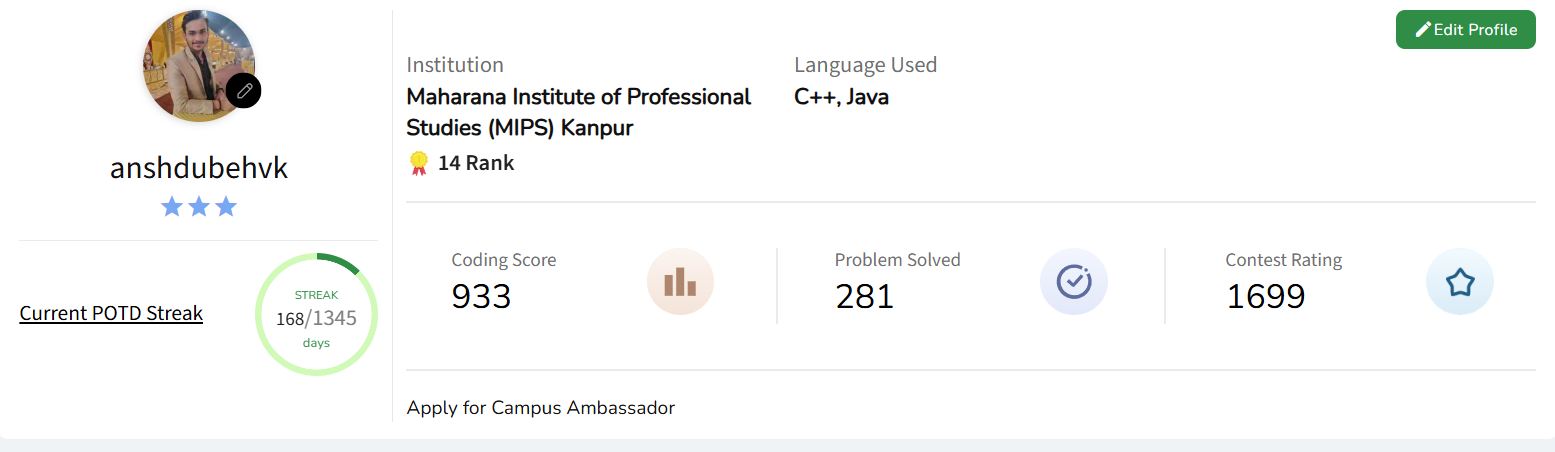 Edit Profile
Institution
Maharana Institute of Professional
Studies (MIPS) Kanpur
14 Rank
Language Used
C++, Java
anshdubehvk
Current POTD Streak
STREAK
168/1345
days
Coding Score
933
Problem Solved
281
Contest Rating
1699
Apply for Campus Ambassador